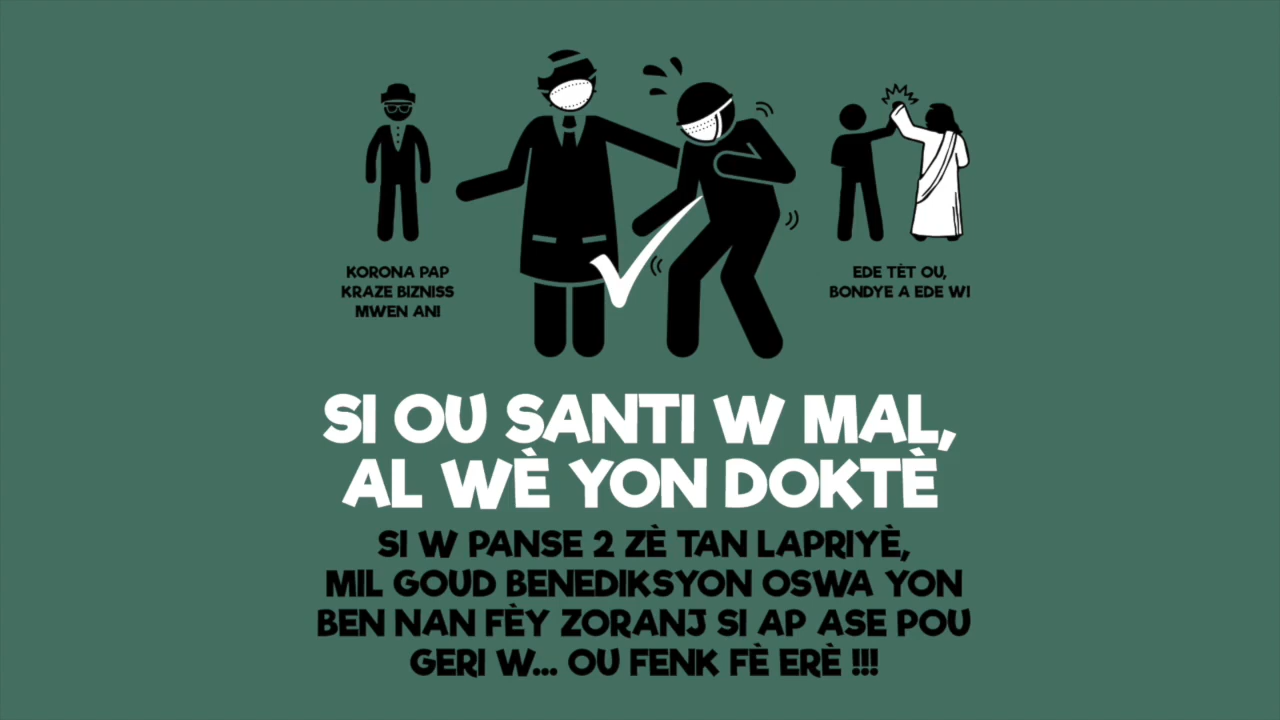 KORONA PAP
KRAZE BIZNISS
MWEN AN!
EDE TÈT OU,
BONDYE A EDE W!
SI OU SANTI W MAL,
AL WÈ YON DOKTÈ
SI W PANSE 2 ZÈ TAN LAPRIYÈ,
MIL GOUD BENEDIKSYON OSWA YON
BEN NAN FÈY ZORANJ SI AP ASE POU
GERI W... OU FENK FÈ ERÈ !!!